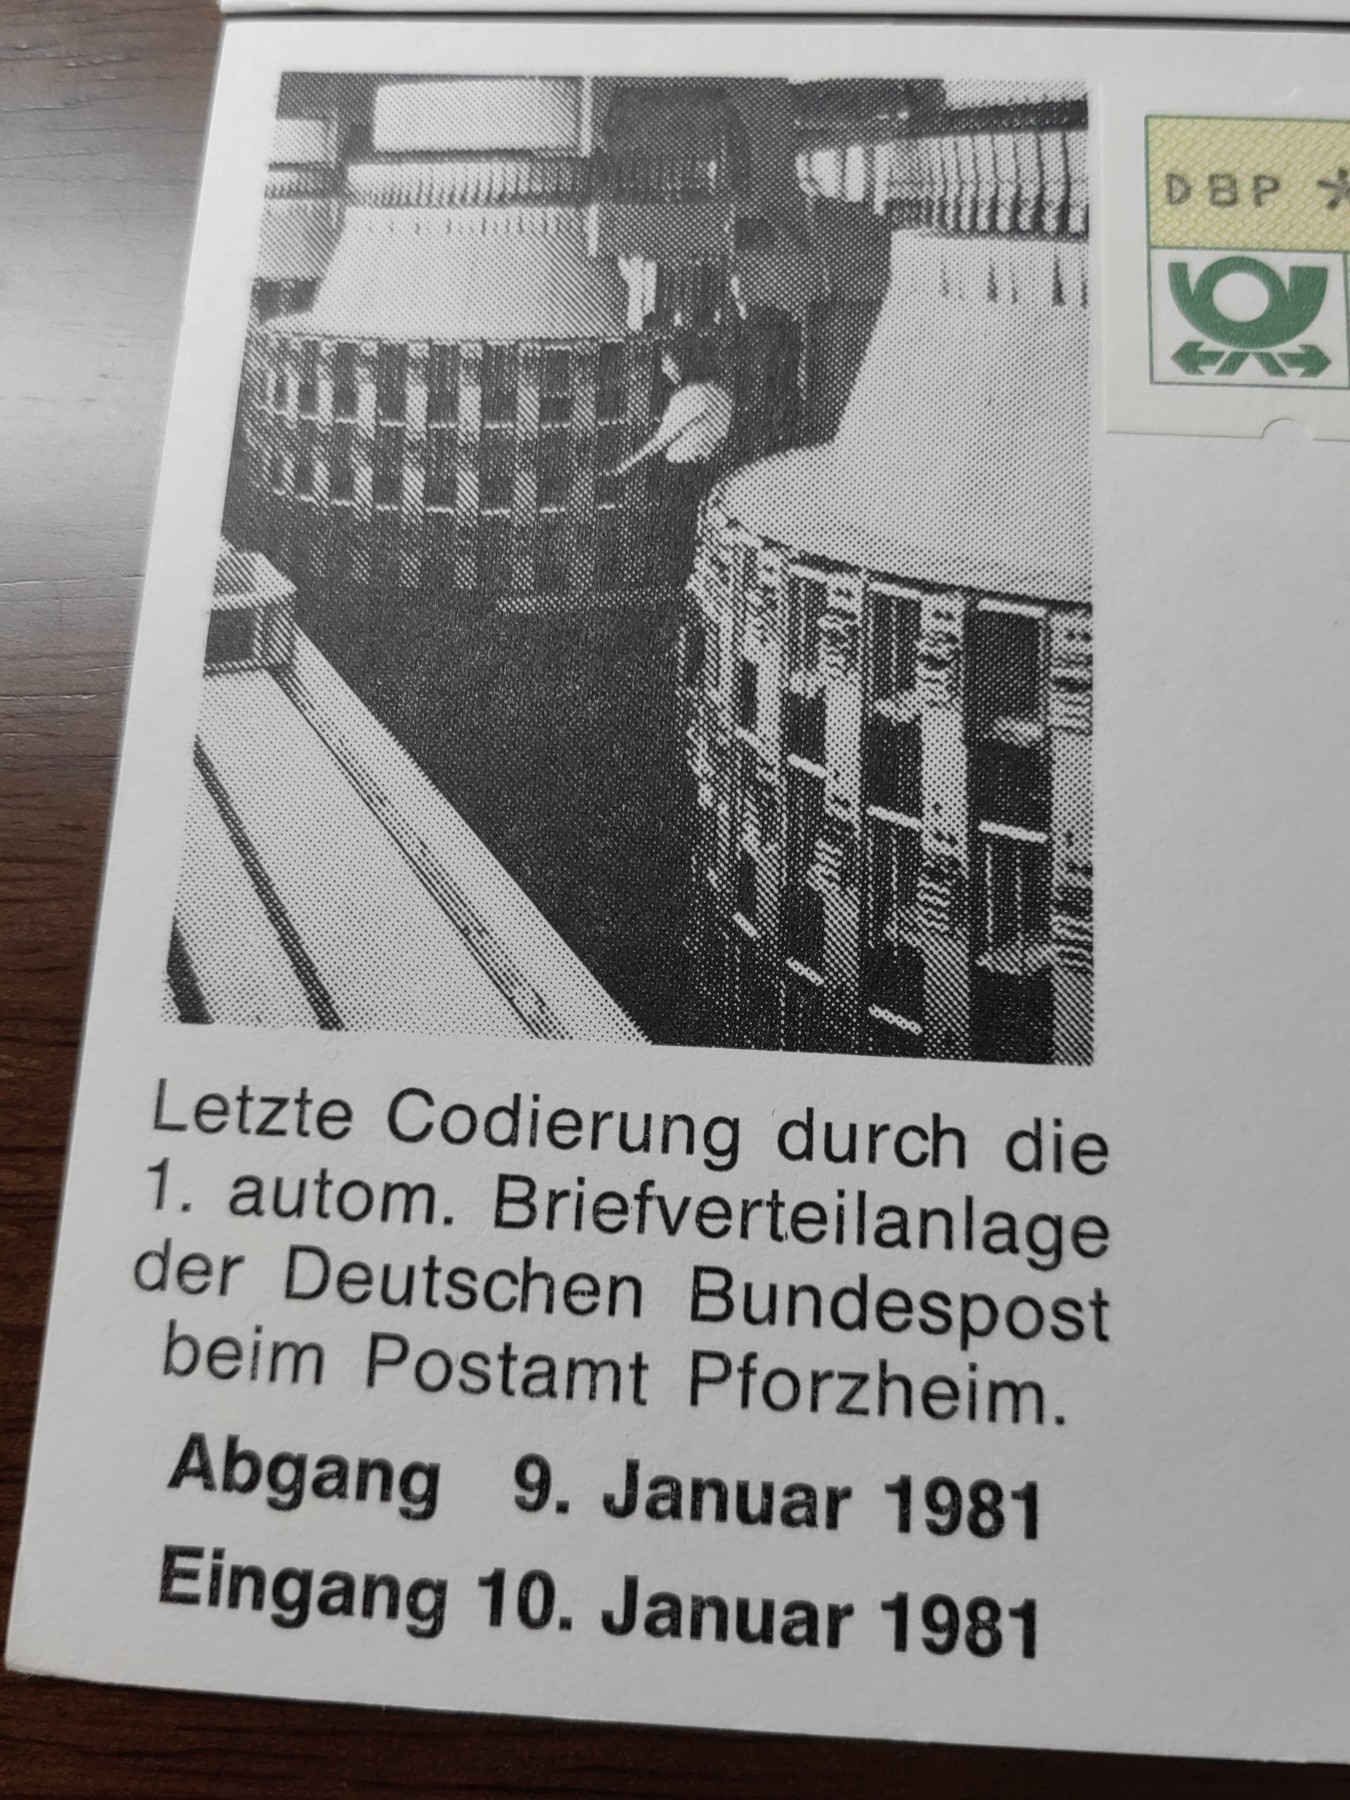 DBP *
Letzte Codierung durch die
1. autom. Briefverteilanlage
der Deutschen Bundespost
beim Postamt Pforzheim.
Abgang 9. Januar 1981
Eingang 10. Januar 1981